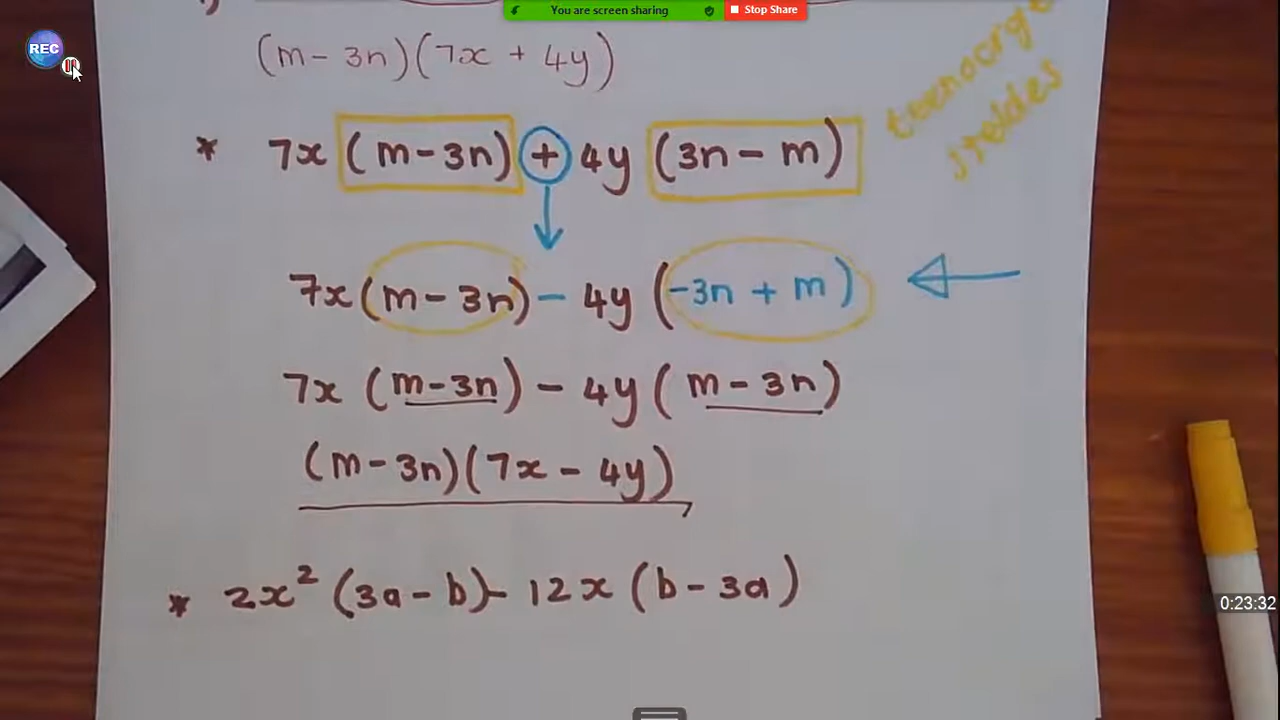 You are screen sharing Stop Share
REC
(m - 3n)(7x + 4y)
* 7x (m - 3n) + 4y (3n - m)
7x (m - 3n) - 4y (-3n + m)
7x (m - 3n) - 4y (m - 3n)
(m - 3n)(7x - 4y)
* 2x² (3a - b) - 12x (b - 3a)
0:23:32